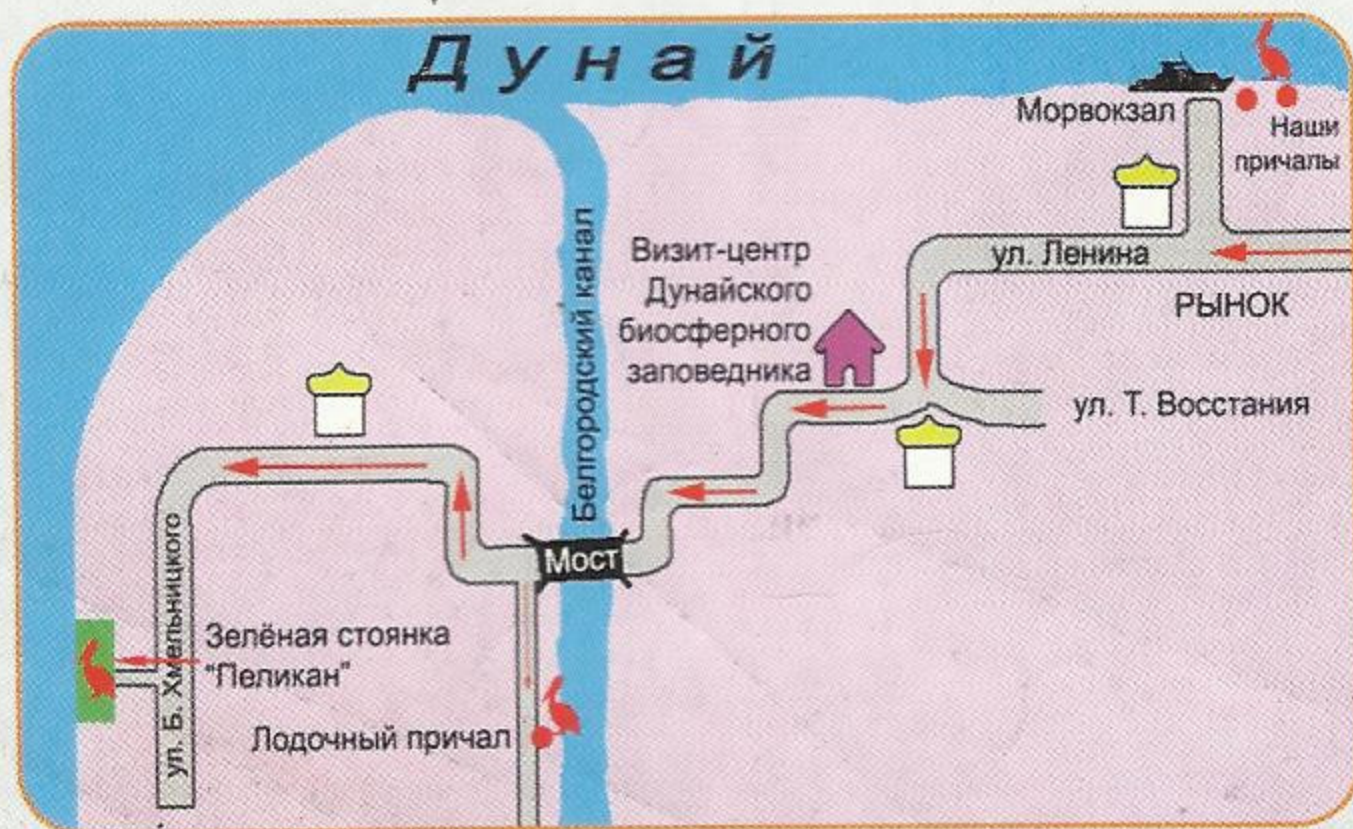 Дунай
Морвокзал
Наши
причалы
ул. Ленина
РЫНОК
Визит-центр
Дунайского
биосферного
заповедника
ул. Т. Восстания
Белгородский канал
Мост
ул. Б. Хмельницкого
Зелёная стоянка
"Пеликан"
Лодочный причал